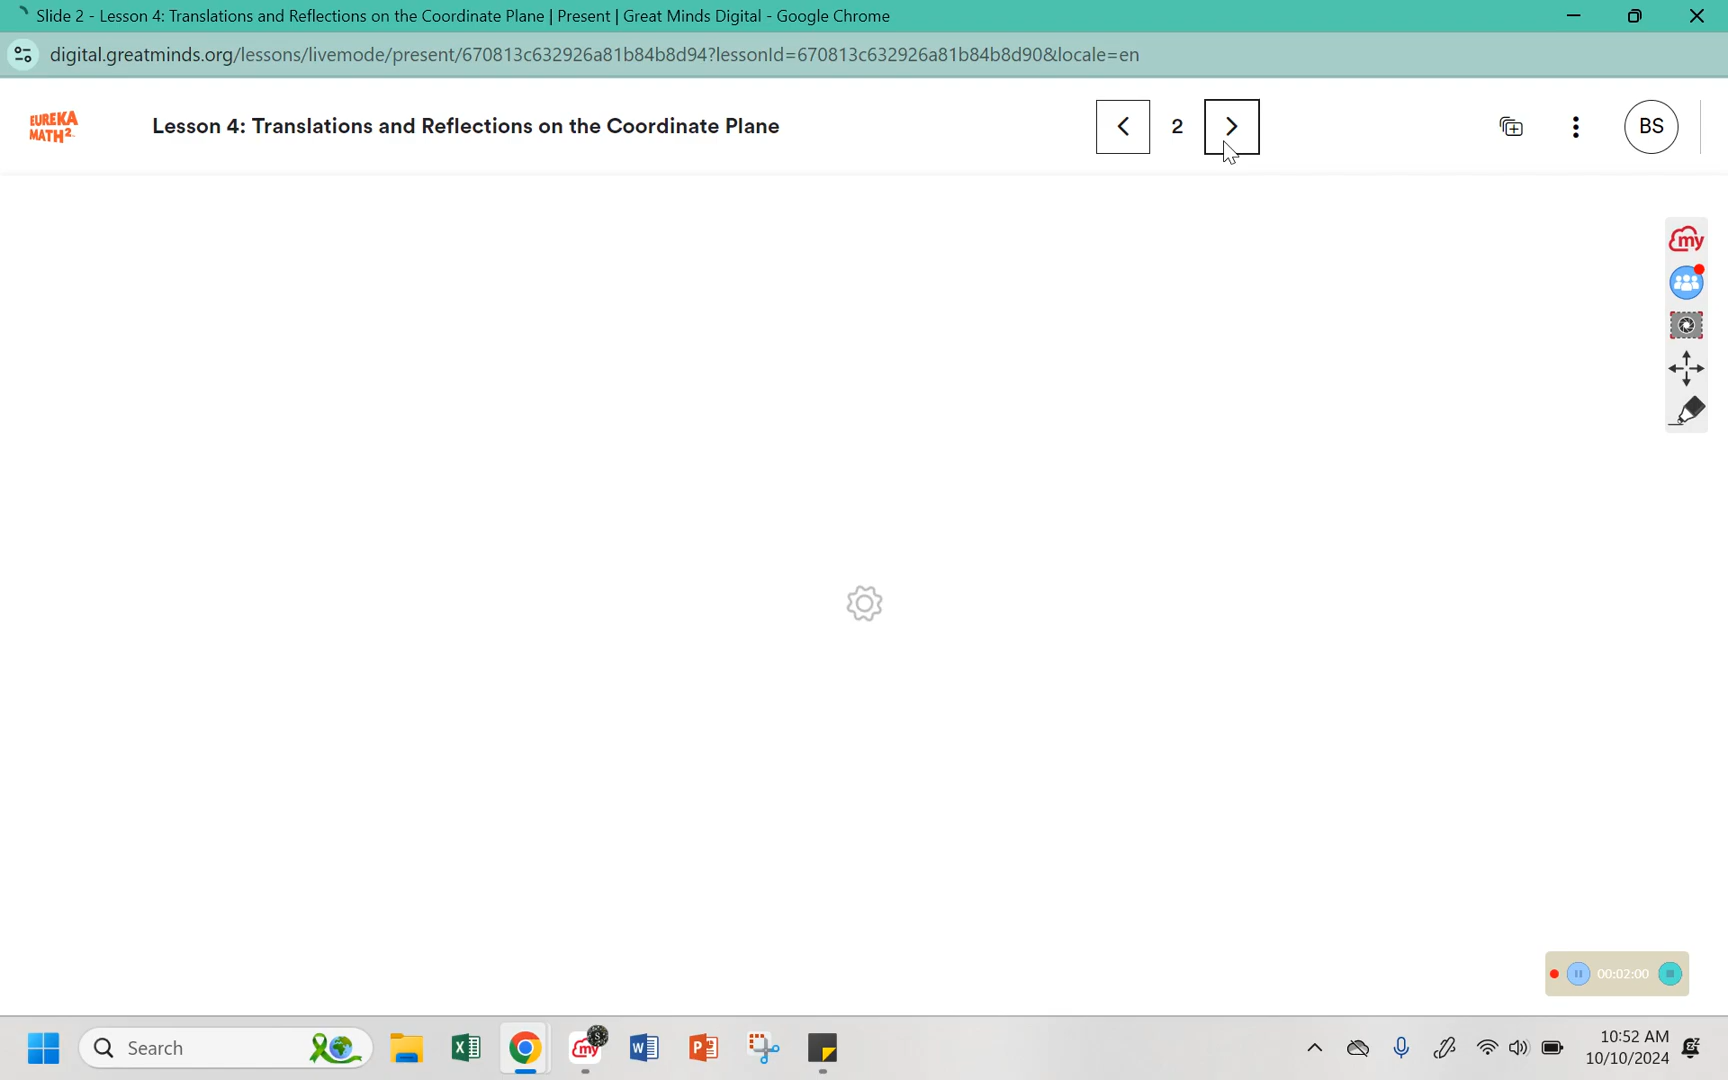 Slide 2 - Lesson 4: Translations and Reflections on the Coordinate Plane | Present | Great Minds Digital - Google Chrome
digital.greatminds.org/lessons/livemode/present/670813c632926a81b84b8d94?lessonId=670813c632926a81b84b8d90&locale=en
EUREKA
MATH²
Lesson 4: Translations and Reflections on the Coordinate Plane
2
BS
my
00:02:00
Search
my
10:52 AM
10/10/2024